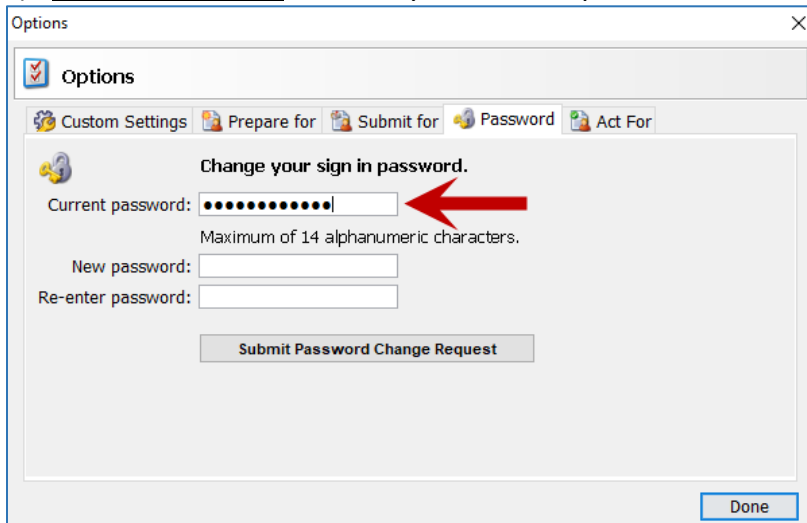 Options
Options
Custom Settings Prepare for Submit for Password Act For
Change your sign in password.
Current password: ●●●●●●●●●●●●
Maximum of 14 alphanumeric characters.
New password:
Re-enter password:
Submit Password Change Request
Done